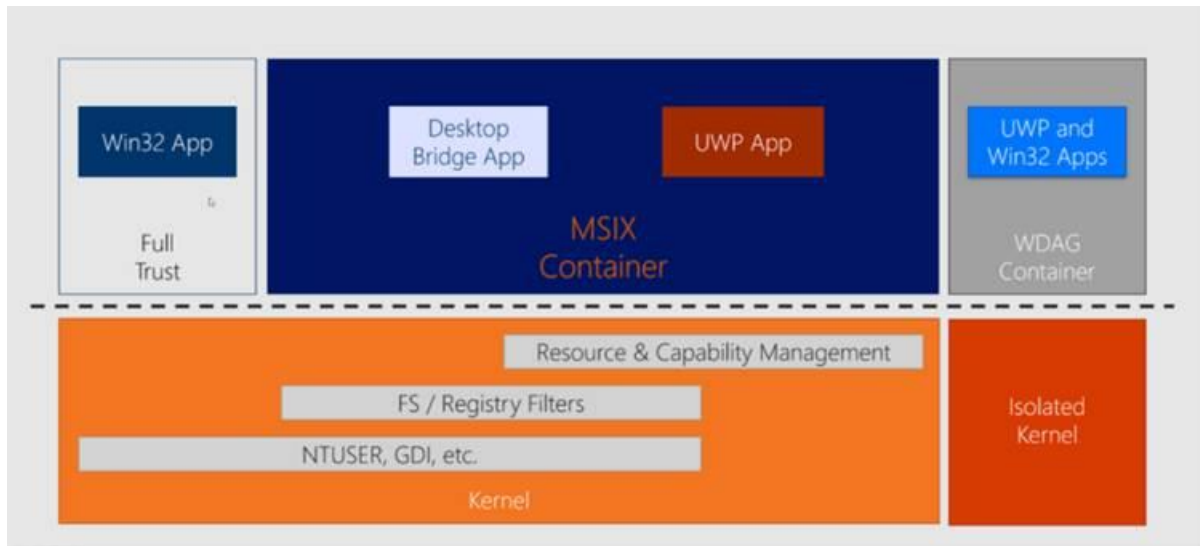 Win32 App
Full
Trust
Desktop
Bridge App
UWP App
MSIX
Container
UWP and
Win32 Apps
WDAG
Container
Resource & Capability Management
FS / Registry Filters
NTUSER, GDI, etc.
Kernel
Isolated
Kernel